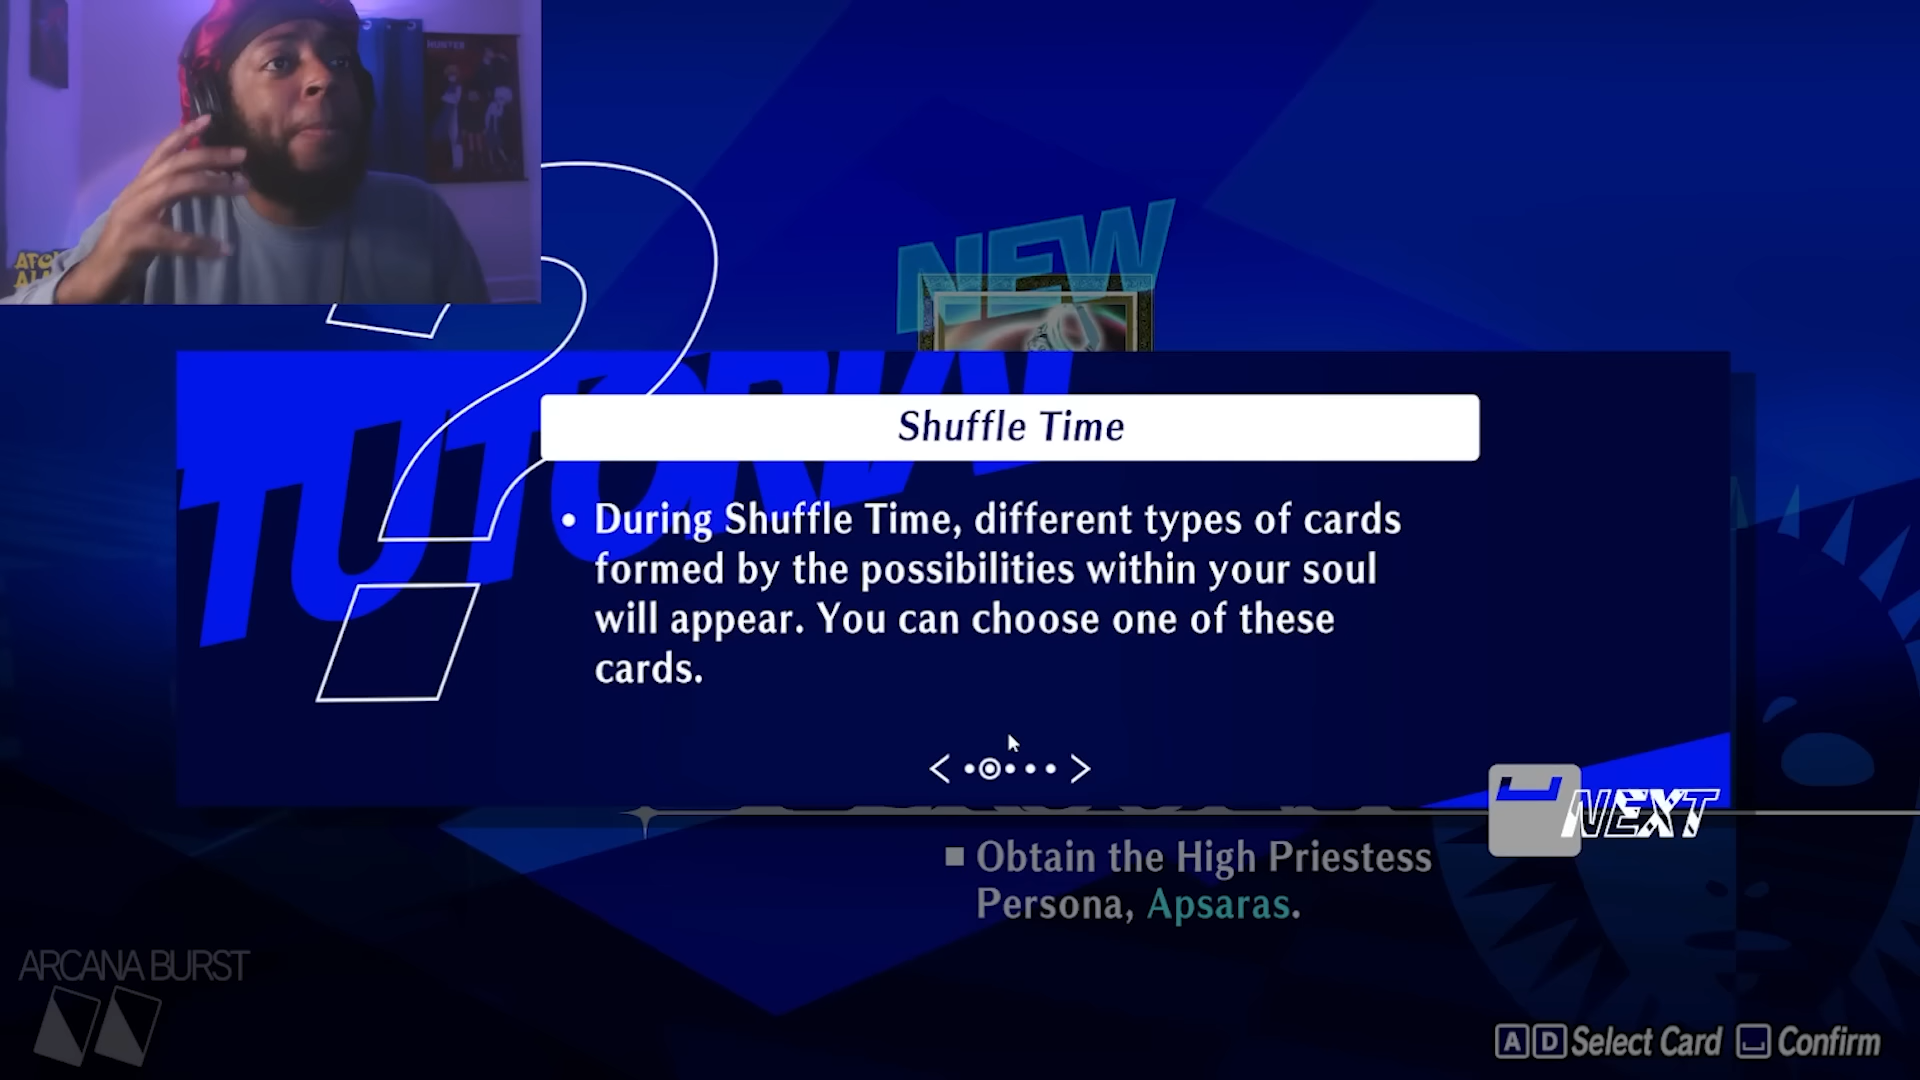 HUNTER
NEW
TUTORIAL
Shuffle Time
• During Shuffle Time, different types of cards
formed by the possibilities within your soul
will appear. You can choose one of these
cards.
NEXT
Obtain the High Priestess
Persona, Apsaras.
ARCANA BURST
A D Select Card
Confirm